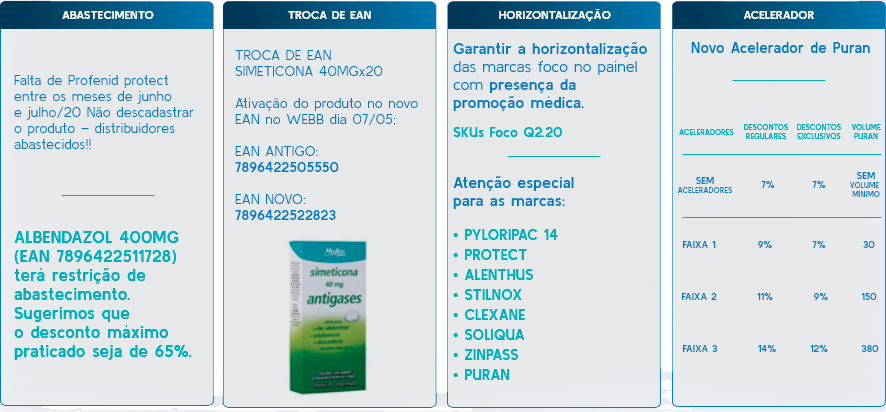 ABASTECIMENTO
Falta de Profenid protect
entre os meses de junho
e julho/20 Não descadastrar
o produto – distribuidores
abastecidos!!
ALBENDAZOL 400MG
(EAN 7896422511728)
terá restrição de
abastecimento.
Sugerimos que
o desconto máximo
praticado seja de 65%.
TROCA DE EAN
TROCA DE EAN
SIMETICONA 40MGx20
Ativação do produto no novo
EAN no WEBB dia 07/05:
EAN ANTIGO:
7896422505550
EAN NOVO:
7896422522823
simeticona
40 mg
antigases
HORIZONTALIZAÇÃO
Garantir a horizontalização
das marcas foco no painel
com presença da
promoção médica.
SKUs Foco Q2.20
Atenção especial
para as marcas:
• PYLORIPAC 14
• PROTECT
• ALENTHUS
• STILNOX
• CLEXANE
• SOLIQUA
• ZINPASS
• PURAN
ACELERADOR
Novo Acelerador de Puran
ACELERADORES DESCONTOS REGULARES DESCONTOS EXCLUSIVOS VOLUME PURAN
SEM ACELERADORES 7% 7% SEM VOLUME MÍNIMO
FAIXA 1 9% 7% 30
FAIXA 2 11% 9% 150
FAIXA 3 14% 12% 380